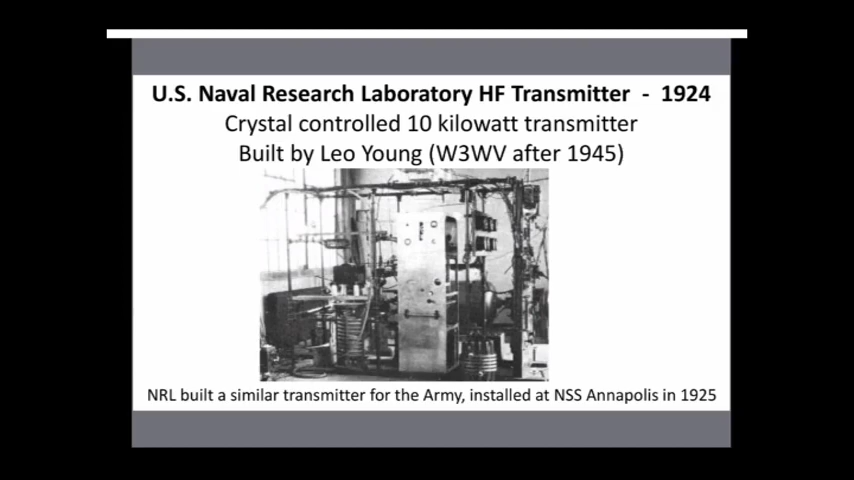 U.S. Naval Research Laboratory HF Transmitter - 1924
Crystal controlled 10 kilowatt transmitter
Built by Leo Young (W3WV after 1945)
NRL built a similar transmitter for the Army, installed at NSS Annapolis in 1925